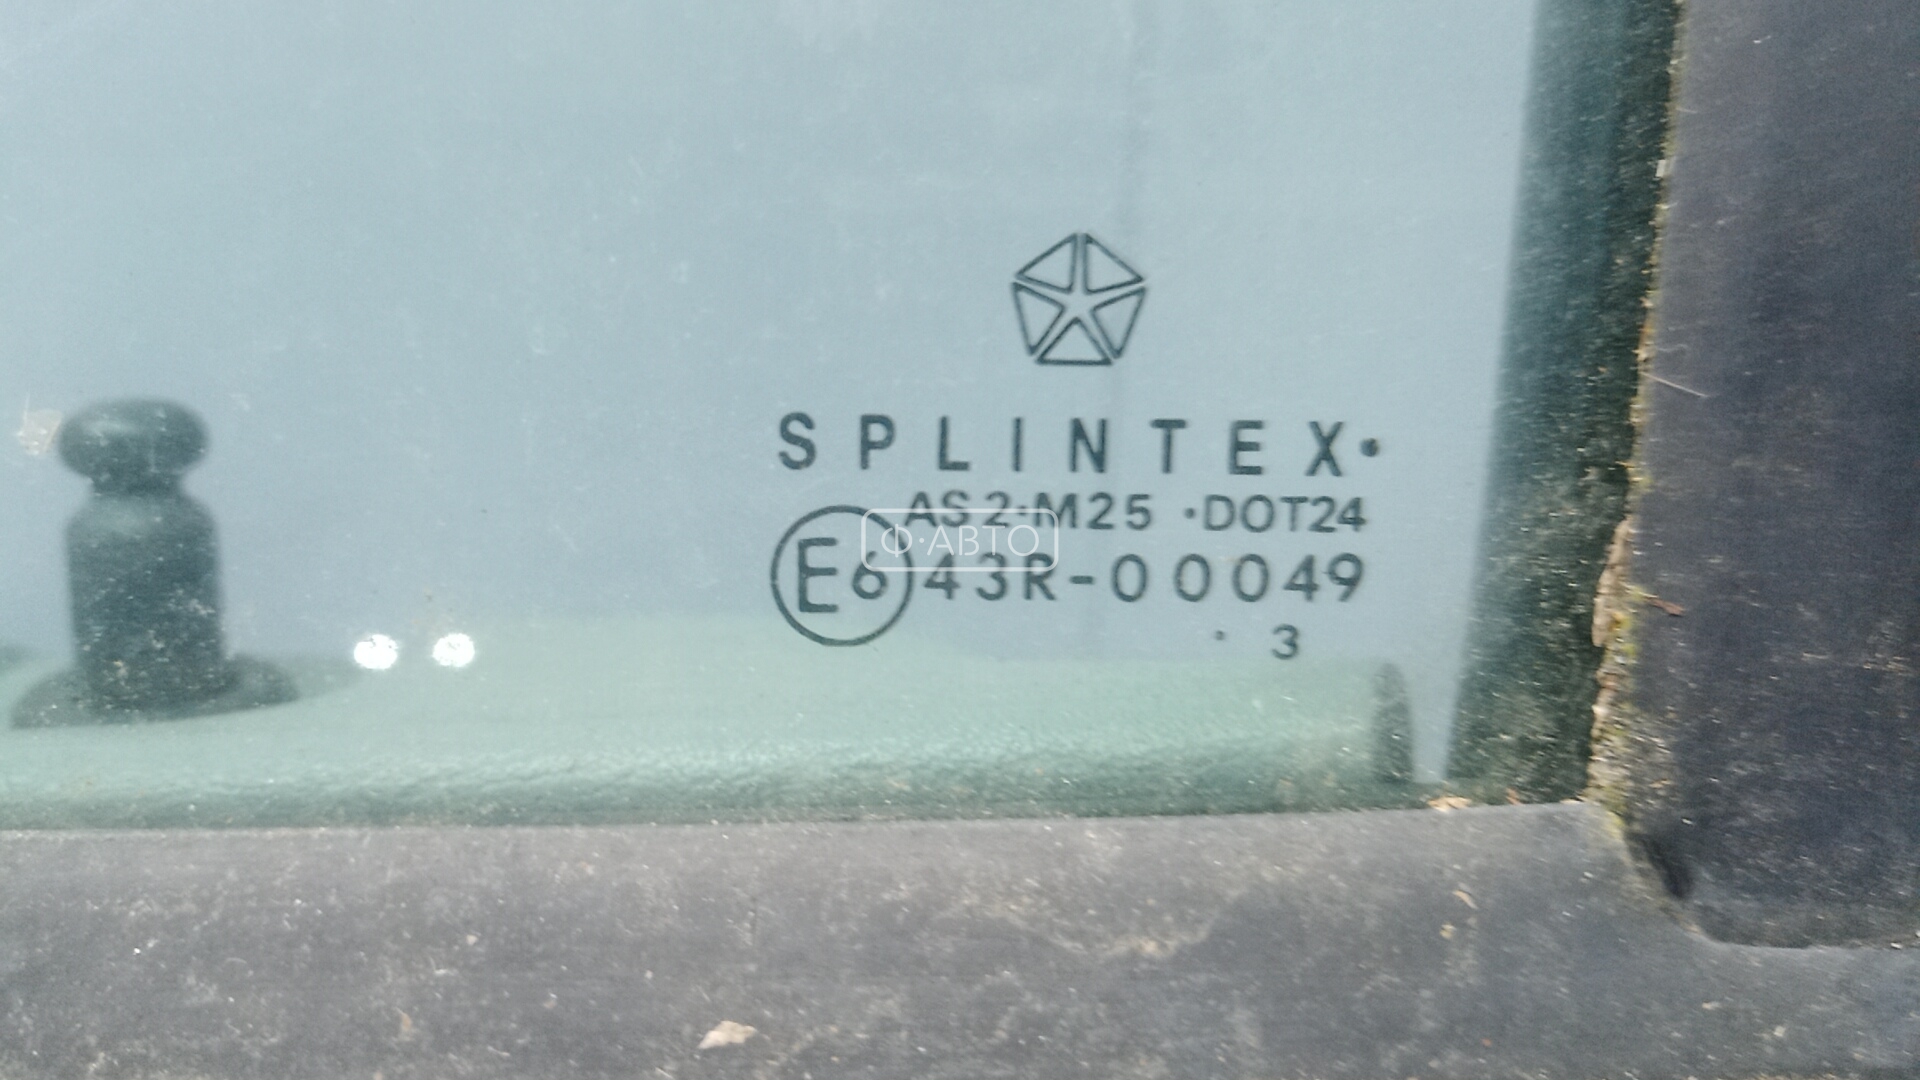 SPLINTEX•
AS2•M25 •DOT24
Ф·АВТО
E6 43R-00049
• 3